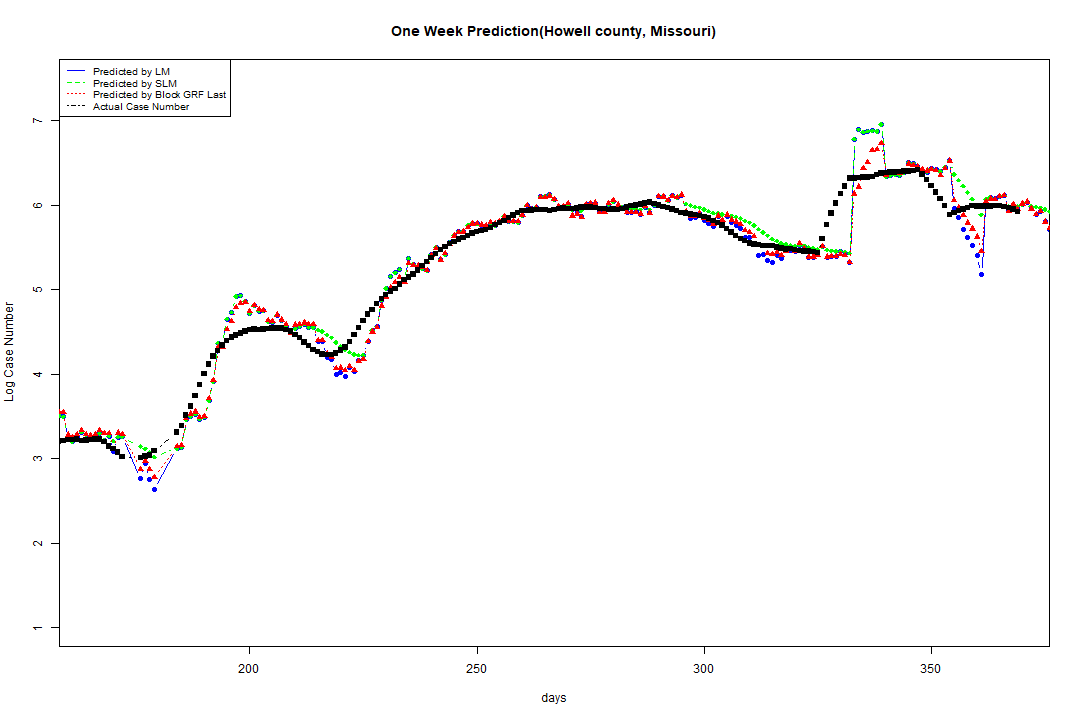 One Week Prediction(Howell county, Missouri)
Predicted by LM
Predicted by SLM
Predicted by Block GRF Last
Actual Case Number
7
6
5
4
3
2
1
Log Case Number
200 250 300 350
days